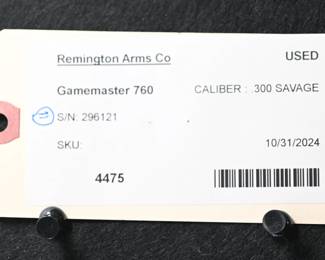 Remington Arms Co USED
Gamemaster 760 CALIBER : .300 SAVAGE
S/N: 296121
SKU: 10/31/2024
4475